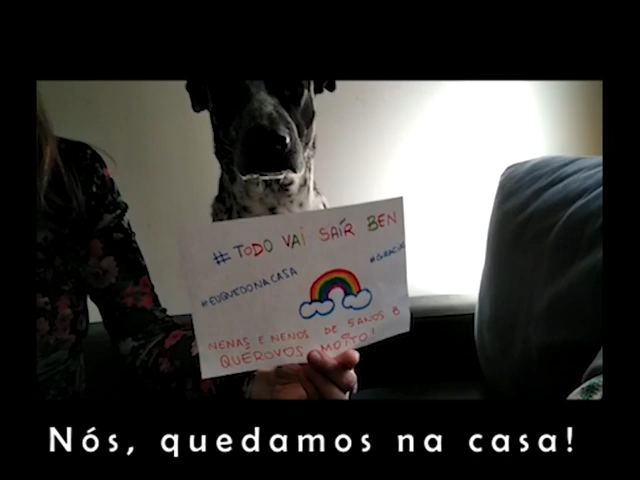 #TODO VAI SAÍR BEN
#EUQUEDONACASA
#GRACIAS
NENAS E NENOS DE 5 ANOS B
QUEROVOS MOITO!
Nós, quedamos na casa!